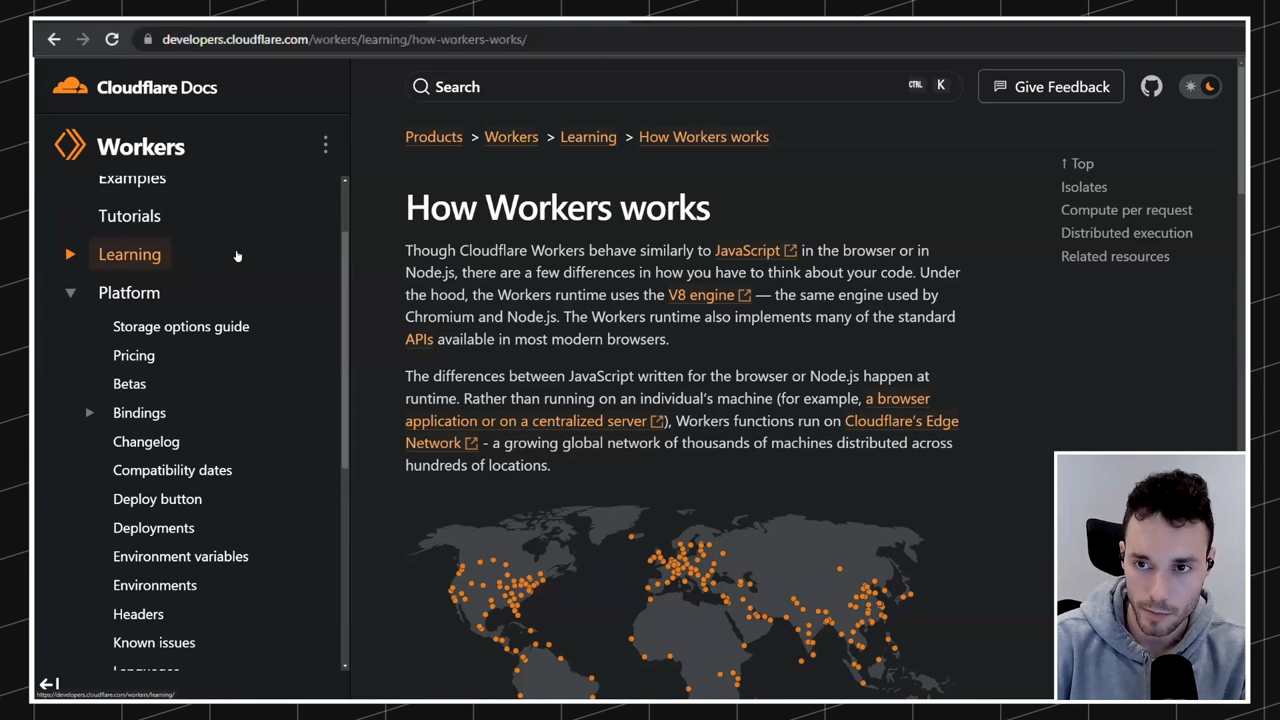 developers.cloudflare.com/workers/learning/how-workers-works/
Cloudflare Docs
Search
CTRL K
Give Feedback
Workers
Examples
Tutorials
Learning
Platform
Storage options guide
Pricing
Betas
Bindings
Changelog
Compatibility dates
Deploy button
Deployments
Environment variables
Environments
Headers
Known issues
Languages
https://developers.cloudflare.com/workers/learning/
Products > Workers > Learning > How Workers works
How Workers works
Though Cloudflare Workers behave similarly to JavaScript in the browser or in
Node.js, there are a few differences in how you have to think about your code. Under
the hood, the Workers runtime uses the V8 engine — the same engine used by
Chromium and Node.js. The Workers runtime also implements many of the standard
APIs available in most modern browsers.
The differences between JavaScript written for the browser or Node.js happen at
runtime. Rather than running on an individual's machine (for example, a browser
application or on a centralized server), Workers functions run on Cloudflare's Edge
Network - a growing global network of thousands of machines distributed across
hundreds of locations.
↑ Top
Isolates
Compute per request
Distributed execution
Related resources